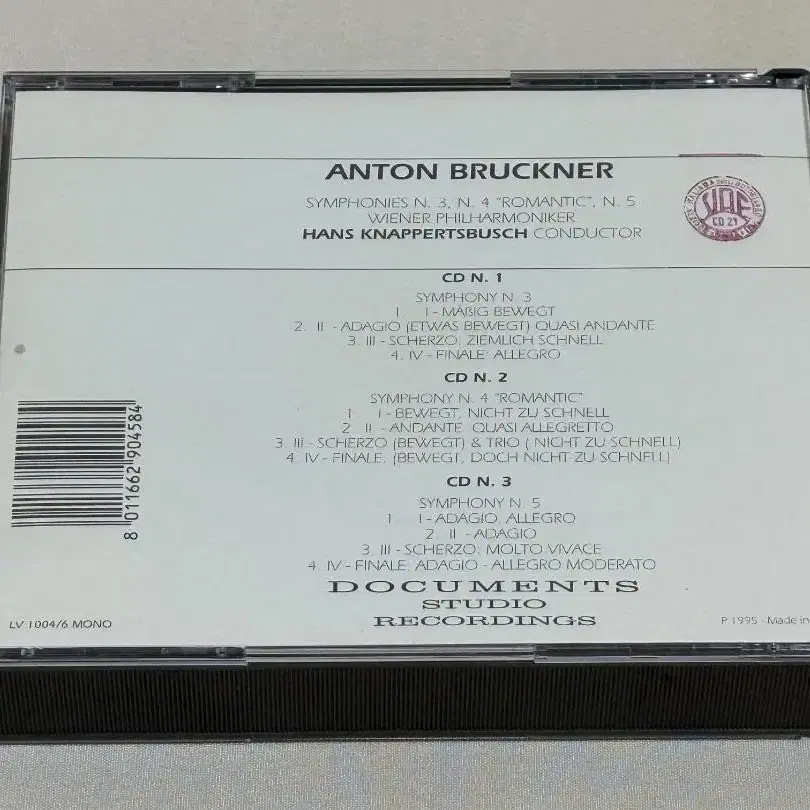 ANTON BRUCKNER
SYMPHONIES N. 3, N. 4 "ROMANTIC", N. 5
WIENER PHILHARMONIKER
HANS KNAPPERTSBUSCH CONDUCTOR
SIAE
CD 21
CD N. 1
SYMPHONY N. 3
1. I - MÄßIG BEWEGT
2. II - ADAGIO (ETWAS BEWEGT) QUASI ANDANTE
3. III - SCHERZO: ZIEMLICH SCHNELL
4. IV - FINALE: ALLEGRO
CD N. 2
SYMPHONY N. 4 "ROMANTIC"
1. I - BEWEGT, NICHT ZU SCHNELL
2. II - ANDANTE, QUASI ALLEGRETTO
3. III - SCHERZO (BEWEGT) & TRIO ( NICHT ZU SCHNELL)
4. IV - FINALE, (BEWEGT, DOCH NICHT ZU SCHNELL)
CD N. 3
SYMPHONY N. 5
1. I - ADAGIO, ALLEGRO
2. II - ADAGIO
3. III - SCHERZO: MOLTO VIVACE
4. IV - FINALE: ADAGIO - ALLEGRO MODERATO
DOCUMENTS
STUDIO
RECORDINGS
8 011662 904584
LV 1004/6 MONO
P 1995 - Made in